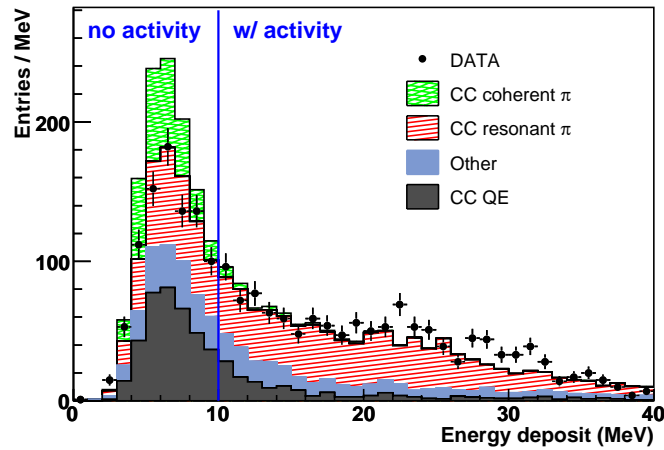 no activity
w/ activity
DATA
CC coherent π
CC resonant π
Other
CC QE
Entries / MeV
200
100
0
0
10
20
30
40
Energy deposit (MeV)